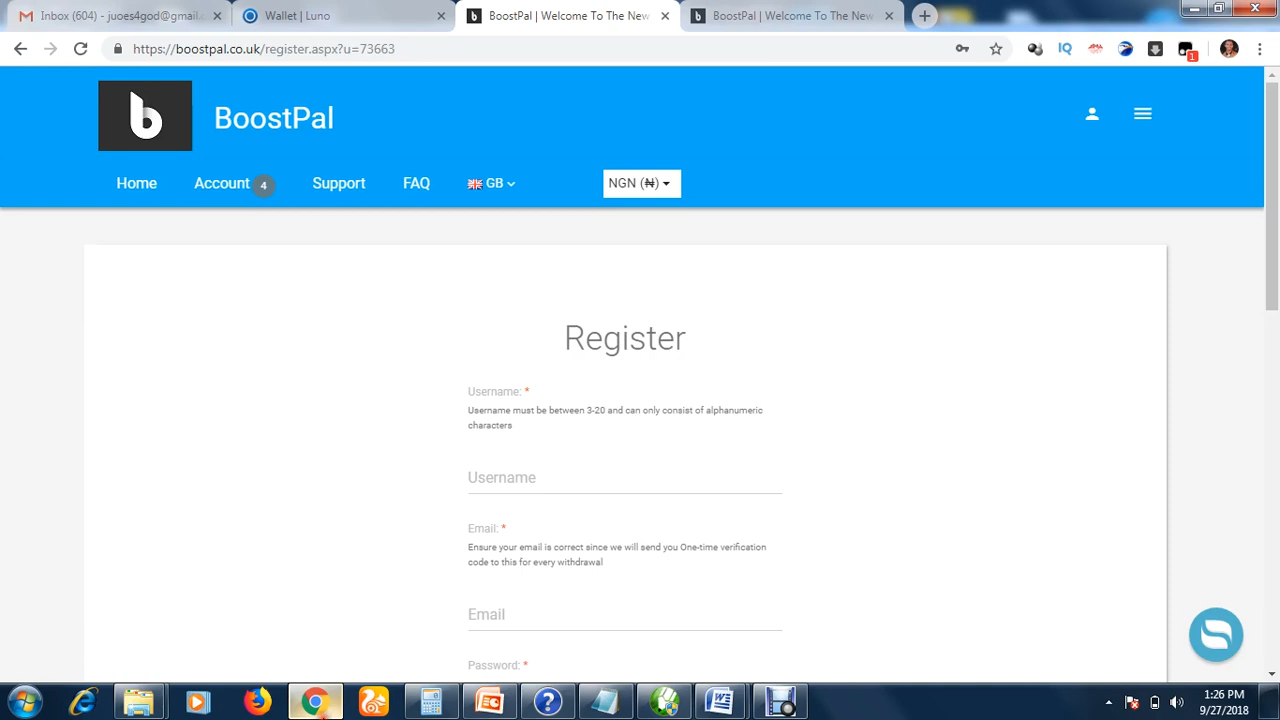 Inbox (604) - juoes4god@gmail.
Wallet | Luno
BoostPal | Welcome To The New
BoostPal | Welcome To The New
https://boostpal.co.uk/register.aspx?u=73663
1
b
BoostPal
Home
Account 4
Support
FAQ
GB
NGN (₦)
Register
Username: *
Username must be between 3-20 and can only consist of alphanumeric
characters
Username
Email: *
Ensure your email is correct since we will send you One-time verification
code to this for every withdrawal
Email
Password: *
1:26 PM
9/27/2018